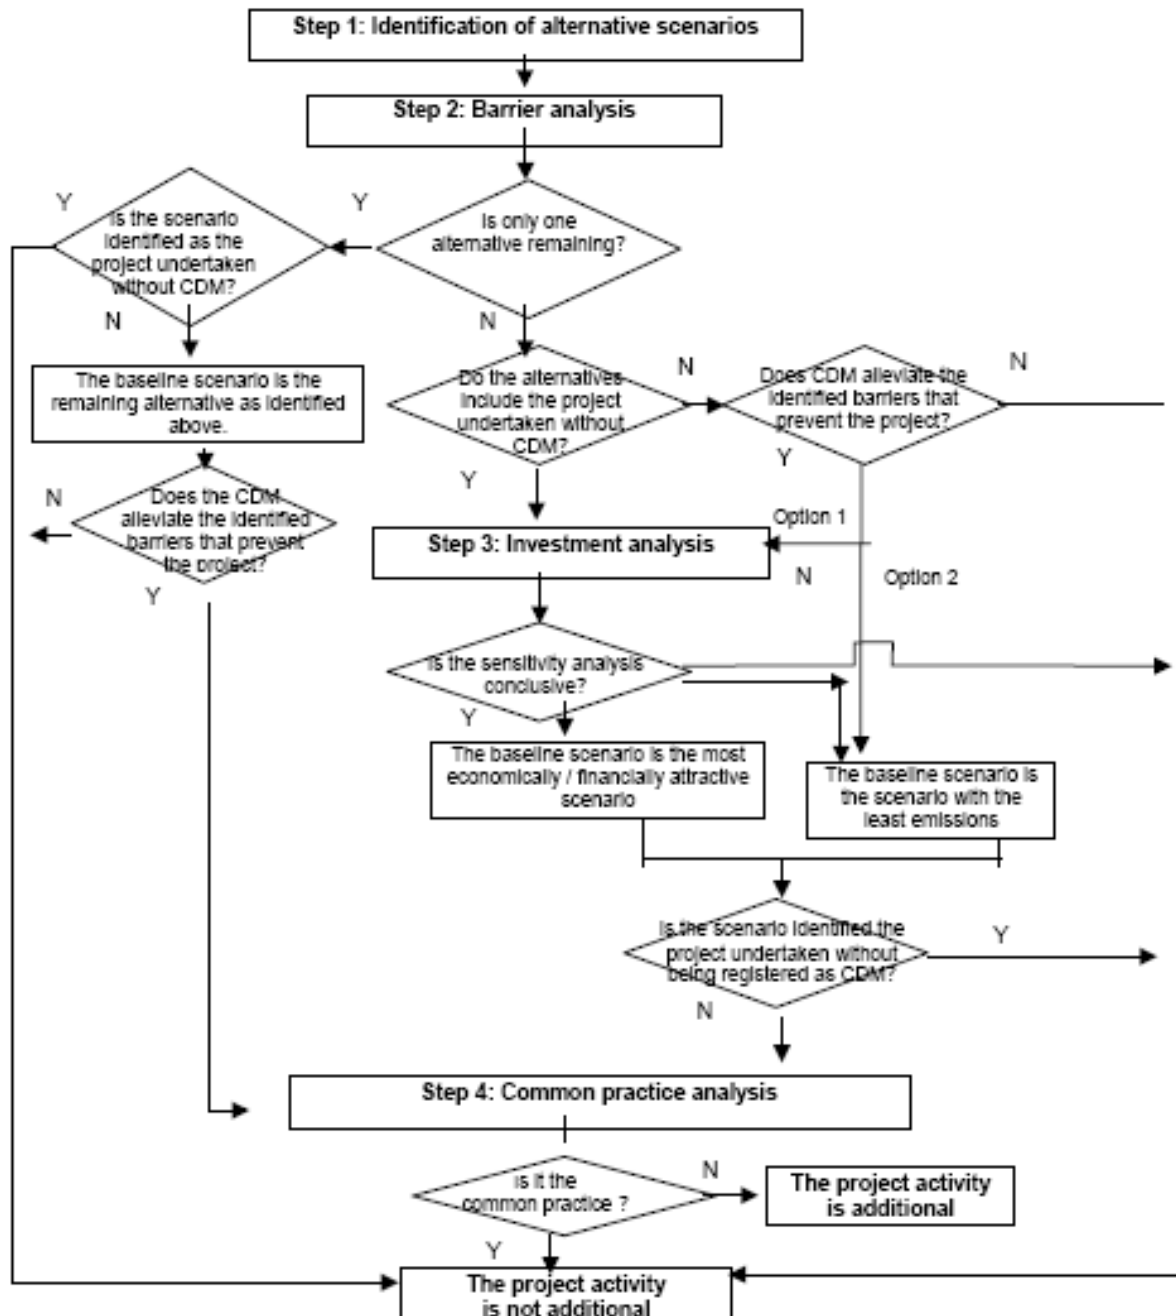 Step 1: Identification of alternative scenarios
Step 2: Barrier analysis
Is only one
alternative remaining?
Y
Y
Is the scenario
identified as the
project undertaken
without CDM?
N
N
The baseline scenario is the
remaining alternative as identified
above.
Do the alternatives
include the project
undertaken without
CDM?
N
Does CDM alleviate the
identified barriers that
prevent the project?
N
Y
Y
N
Does the CDM
alleviate the identified
barriers that prevent
the project?
Y
Option 1
Step 3: Investment analysis
N
Option 2
Is the sensitivity analysis
conclusive?
Y
The baseline scenario is the most
economically / financially attractive
scenario
The baseline scenario is
the scenario with the
least emissions
Is the scenario identified the
project undertaken without
being registered as CDM?
Y
N
Step 4: Common practice analysis
is it the
common practice ?
N
The project activity
is additional
Y
The project activity
is not additional